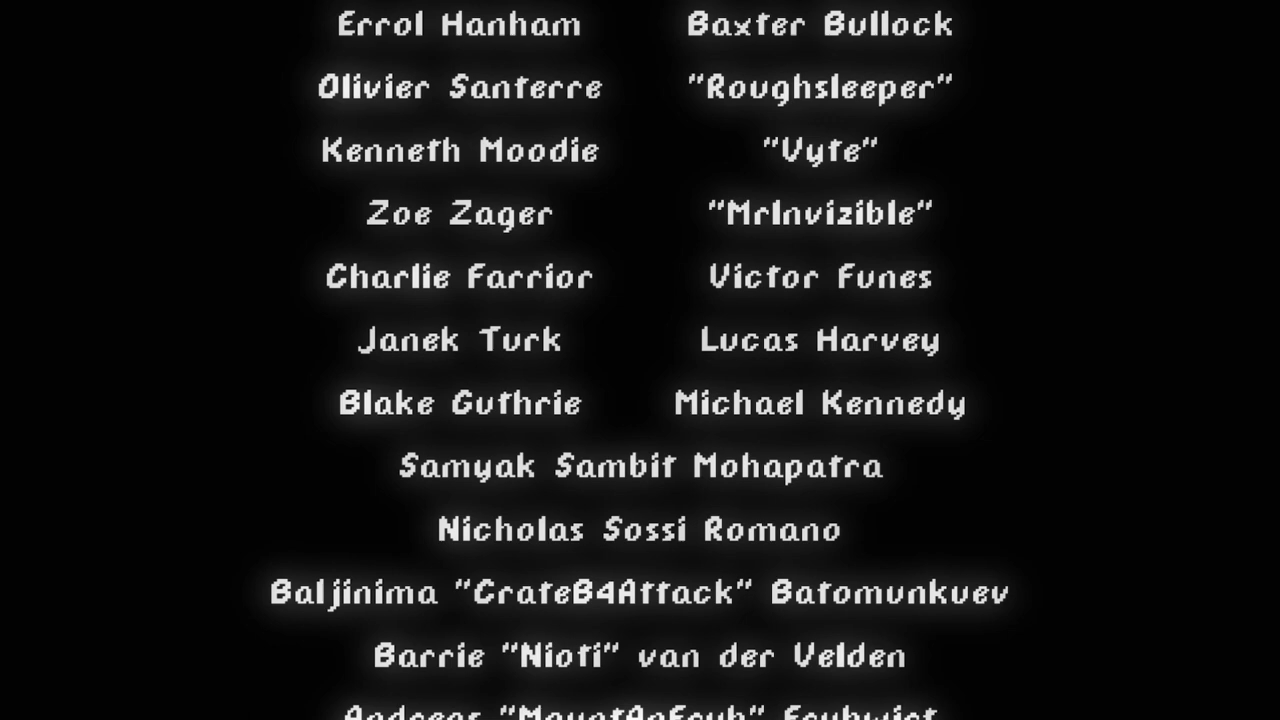 Errol Hanham Baxter Bullock
Olivier Santerre "Roughsleeper"
Kenneth Moodie "Vyte"
Zoe Zager "MrInvizible"
Charlie Farrior Victor Funes
Janek Turk Lucas Harvey
Blake Guthrie Michael Kennedy
Samyak Sambit Mohapatra
Nicholas Sossi Romano
Baljinima "CrateB4Attack" Batomunkuev
Barrie "Nioti" van der Velden
Andreas